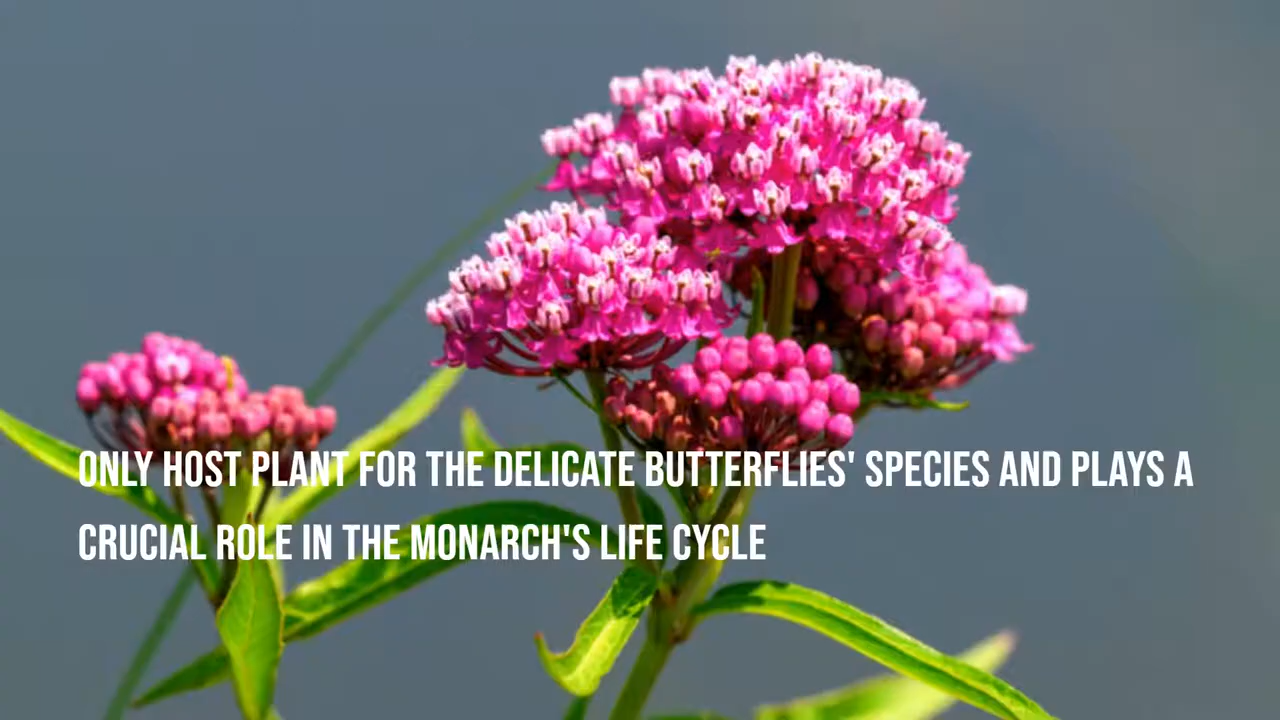 ONLY HOST PLANT FOR THE DELICATE BUTTERFLIES' SPECIES AND PLAYS A
CRUCIAL ROLE IN THE MONARCH'S LIFE CYCLE